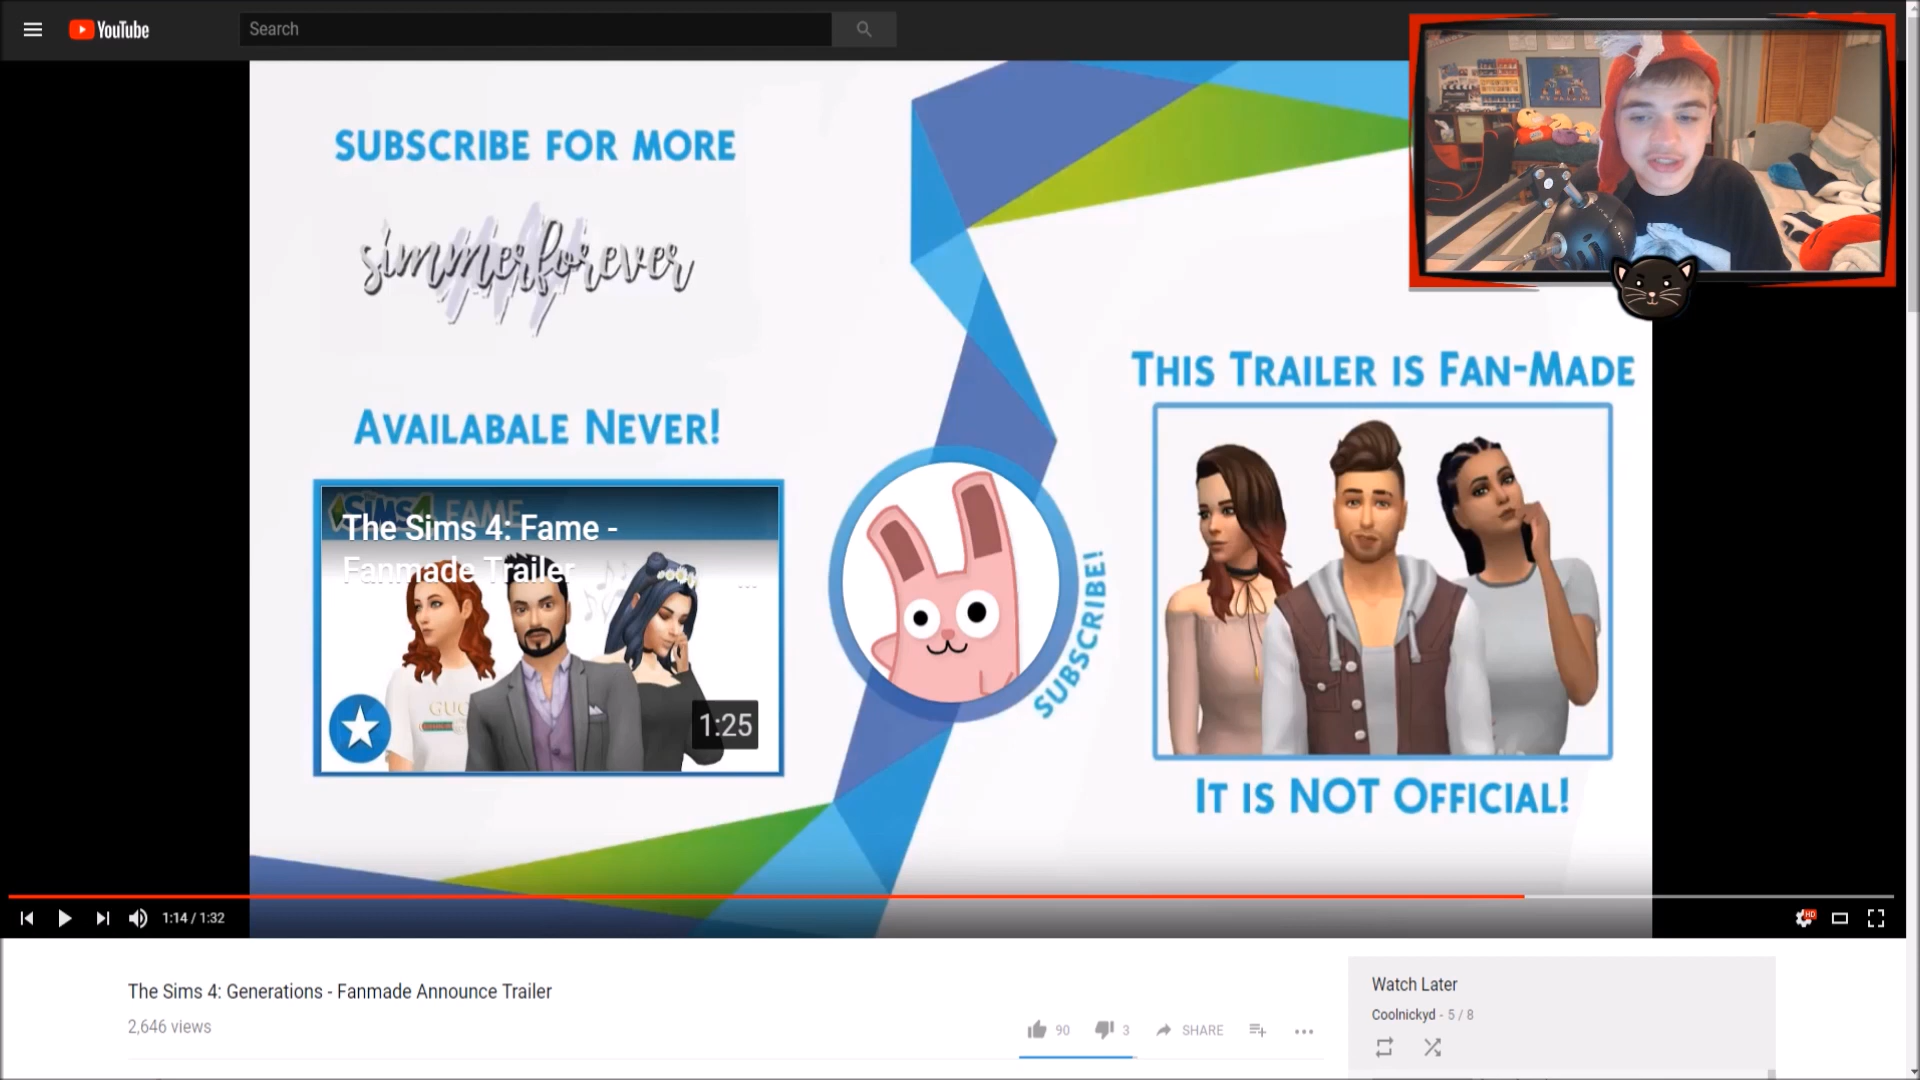 YouTube
Search
SUBSCRIBE FOR MORE
simmerforever
AVAILABALE NEVER!
The Sims 4: Fame -
Fanmade Trailer
GUC
1:25
SUBSCRIBE!
THIS TRAILER IS FAN-MADE
IT IS NOT OFFICIAL!
1:14 / 1:32
HD
The Sims 4: Generations - Fanmade Announce Trailer
2,646 views
90
3
SHARE
Watch Later
Coolnickyd - 5 / 8